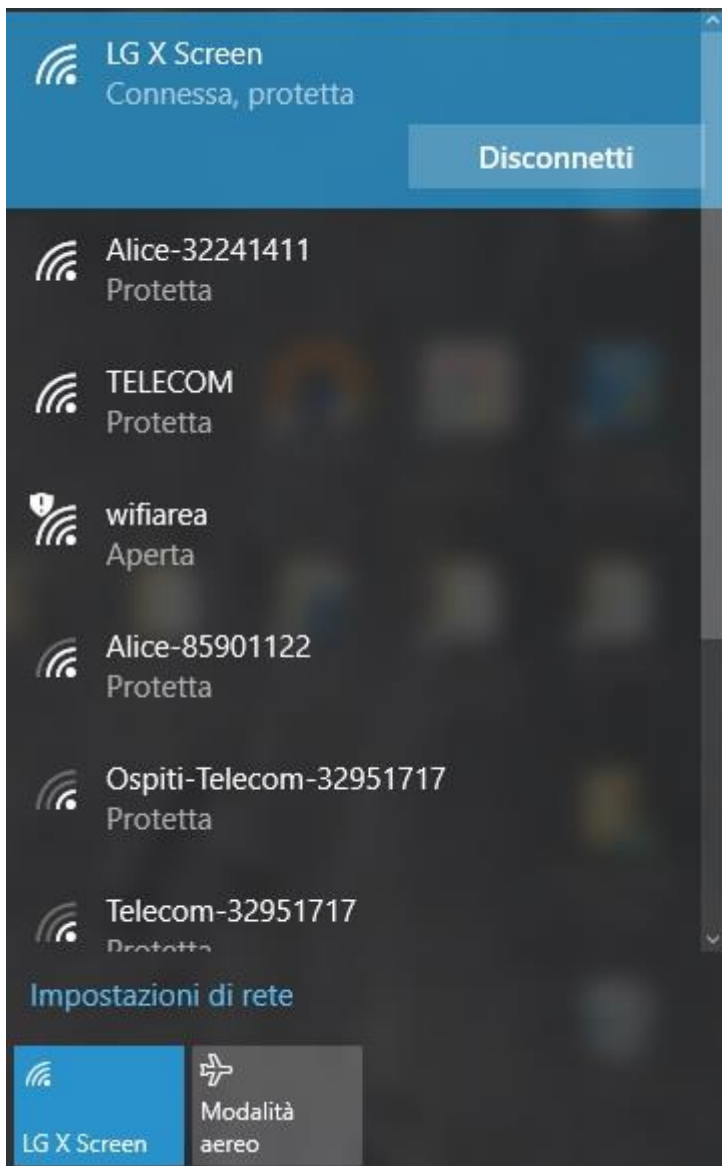 LG X Screen
Connessa, protetta
Disconnetti
Alice-32241411
Protetta
TELECOM
Protetta
wifiarea
Aperta
Alice-85901122
Protetta
Ospiti-Telecom-32951717
Protetta
Telecom-32951717
Protetta
Impostazioni di rete
LG X Screen
Modalità
aereo